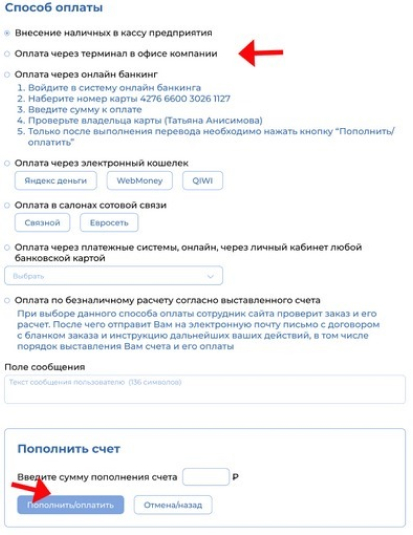 Способ оплаты
Внесение наличных в кассу предприятия
Оплата через терминал в офисе компании
Оплата через онлайн банкинг
1. Войдите в систему онлайн банкинга
2. Наберите номер карты 4276 6600 3026 1127
3. Введите сумму к оплате
4. Проверьте владельца карты (Татьяна Анисимова)
5. Только после выполнения перевода необходимо нажать кнопку “Пополнить/
оплатить”
Оплата через электронный кошелек
Яндекс деньги WebMoney QIWI
Оплата в салонах сотовой связи
Связной Евросеть
Оплата через платежные системы, онлайн, через личный кабинет любой
банковской картой
Выбрать
Оплата по безналичному расчету согласно выставленного счета
При выборе данного способа оплаты сотрудник сайта проверит заказ и его
расчет. После чего отправит Вам на электронную почту письмо с договором
с бланком заказа и инструкцию дальнейших ваших действий, в том числе
порядок выставления Вам счета и его оплаты
Поле сообщения
Текст сообщения пользователю (136 символов)
Пополнить счет
Введите сумму пополнения счета ₽
Пополнить/оплатить Отмена/назад